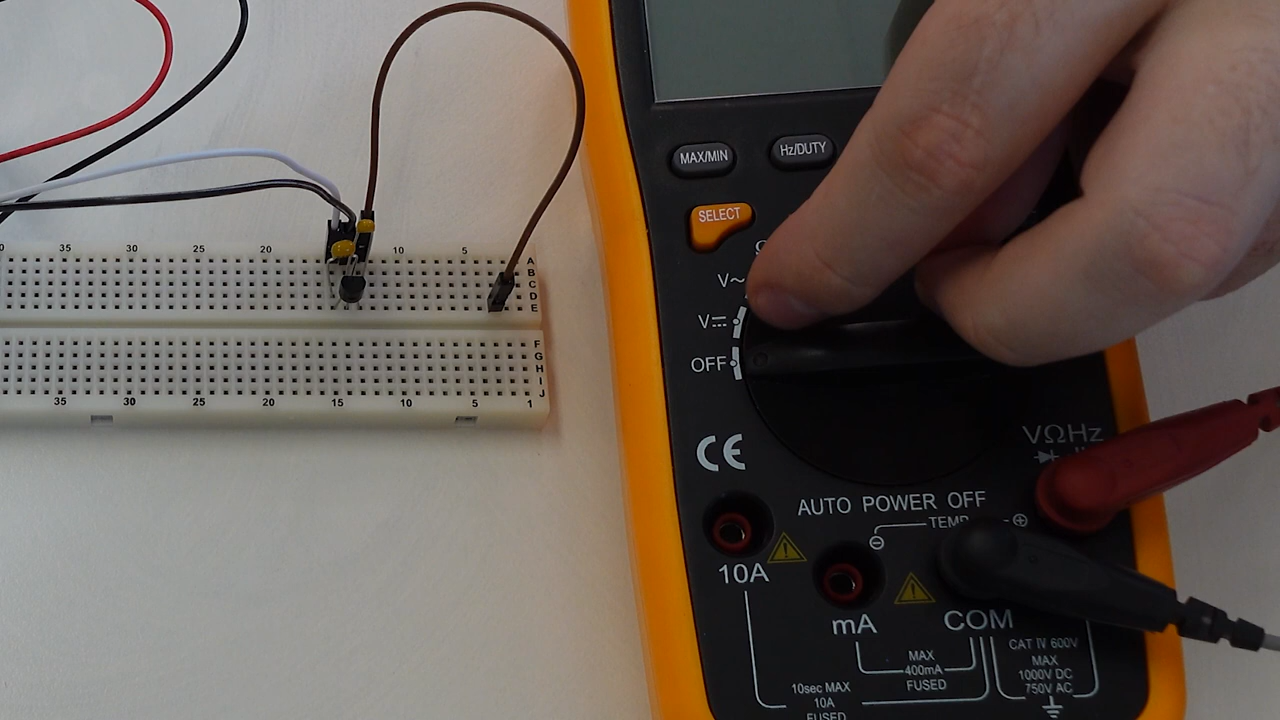 MAX/MIN
Hz/DUTY
SELECT
V~
V
OFF
35 30 25 20 10 5
A
B
C
D
E
F
G
H
I
J
35 30 25 20 15 10 5 1
CE
VΩHz
AUTO POWER OFF
TEMP
10A
mA
COM
MAX
400mA
FUSED
CAT IV 600V
MAX
1000V DC
750V AC
10sec MAX
10A
FUSED